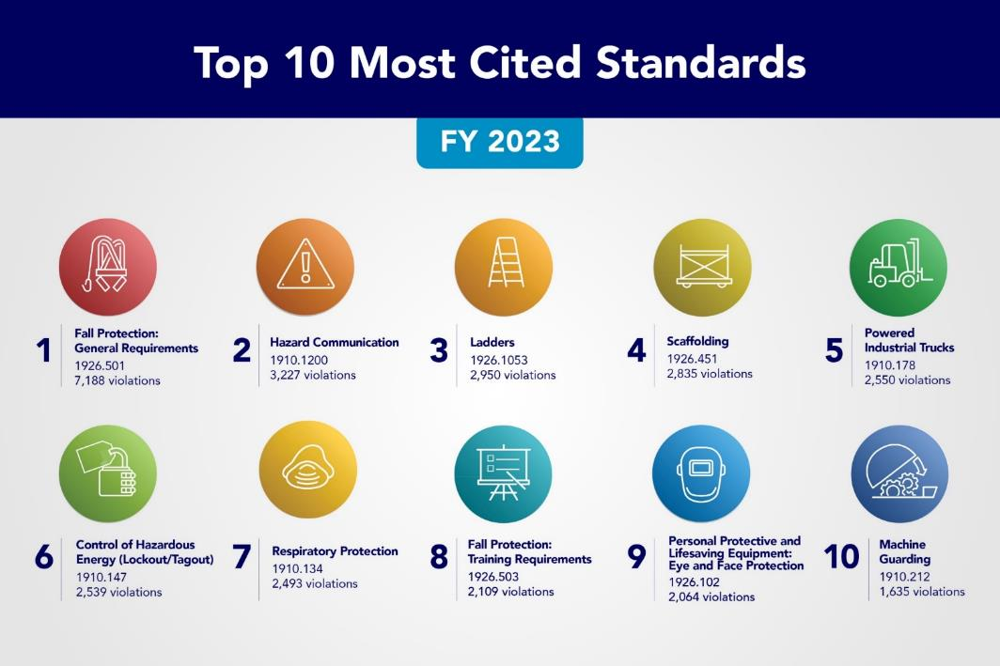 Top 10 Most Cited Standards
FY 2023
1
Fall Protection:
General Requirements
1926.501
7,188 violations
2
Hazard Communication
1910.1200
3,227 violations
3
Ladders
1926.1053
2,950 violations
4
Scaffolding
1926.451
2,835 violations
5
Powered
Industrial Trucks
1910.178
2,550 violations
6
Control of Hazardous
Energy (Lockout/Tagout)
1910.147
2,539 violations
7
Respiratory Protection
1910.134
2,493 violations
8
Fall Protection:
Training Requirements
1926.503
2,109 violations
9
Personal Protective and
Lifesaving Equipment:
Eye and Face Protection
1926.102
2,064 violations
10
Machine
Guarding
1910.212
1,635 violations